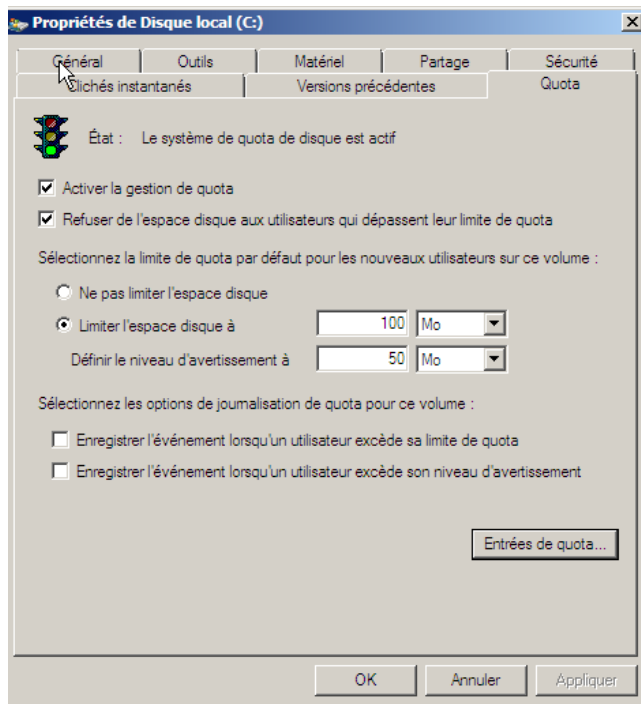 Propriétés de Disque local (C:)
Général Outils Matériel Partage Sécurité
Clichés instantanés Versions précédentes Quota
État : Le système de quota de disque est actif
Activer la gestion de quota
Refuser de l'espace disque aux utilisateurs qui dépassent leur limite de quota
Sélectionnez la limite de quota par défaut pour les nouveaux utilisateurs sur ce volume :
Ne pas limiter l'espace disque
Limiter l'espace disque à 100 Mo
Définir le niveau d'avertissement à 50 Mo
Sélectionnez les options de journalisation de quota pour ce volume :
Enregistrer l'événement lorsqu'un utilisateur excède sa limite de quota
Enregistrer l'événement lorsqu'un utilisateur excède son niveau d'avertissement
Entrées de quota...
OK Annuler Appliquer